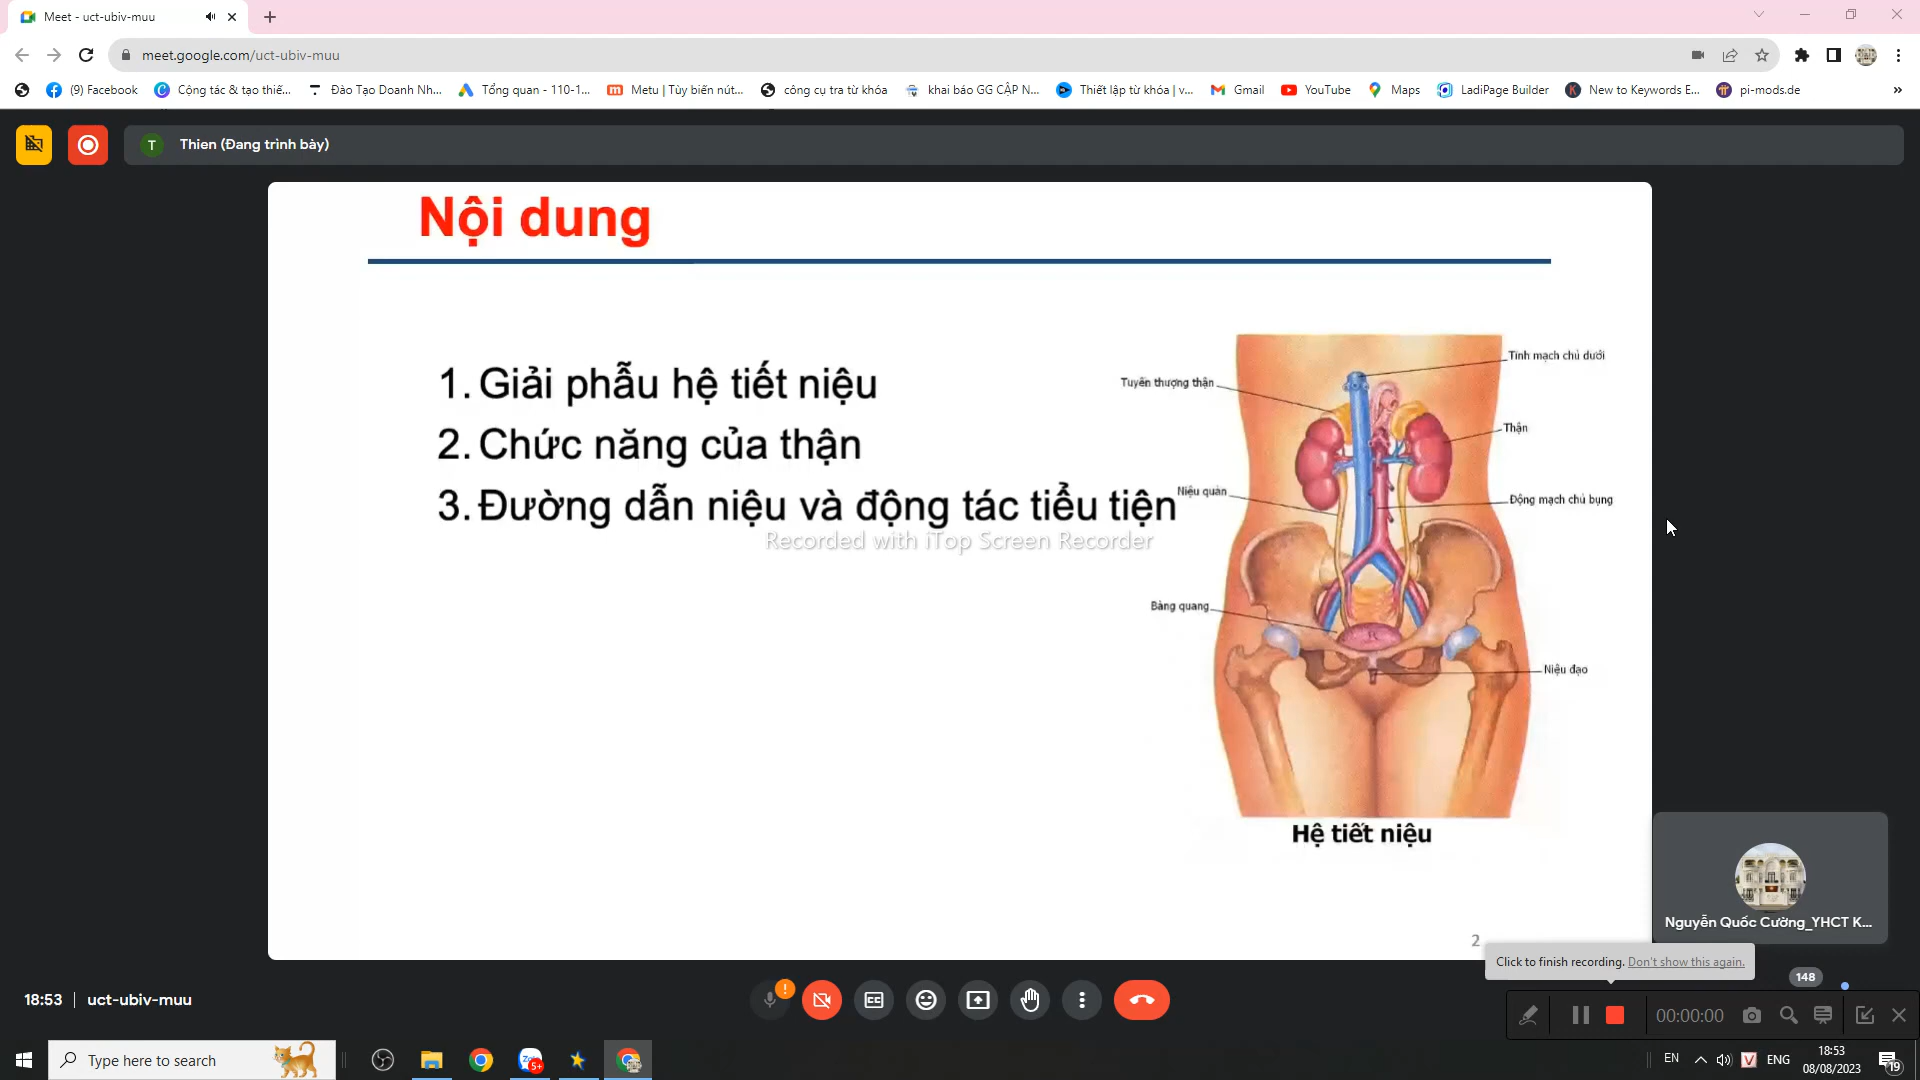 Meet - uct-ubiv-muu
meet.google.com/uct-ubiv-muu
(9) Facebook
Cộng tác & tạo thiế...
Đào Tạo Doanh Nh...
Tổng quan - 110-1...
Metu | Tùy biến nút...
công cụ tra từ khóa
khai báo GG CẬP N...
Thiết lập từ khóa | v...
Gmail
YouTube
Maps
LadiPage Builder
New to Keywords E...
pi-mods.de
»
T
Thien (Đang trình bày)
Nội dung
1. Giải phẫu hệ tiết niệu
2. Chức năng của thận
3. Đường dẫn niệu và động tác tiểu tiện
Recorded with iTop Screen Recorder
Tĩnh mạch chủ dưới
Tuyến thượng thận
Thận
Niệu quản
Động mạch chủ bụng
Bàng quang
Niệu đạo
Hệ tiết niệu
2
Nguyễn Quốc Cường_YHCT K...
Click to finish recording. Don't show this again.
148
18:53 | uct-ubiv-muu
00:00:00
Type here to search
5+
EN
V
ENG
18:53
08/08/2023
19